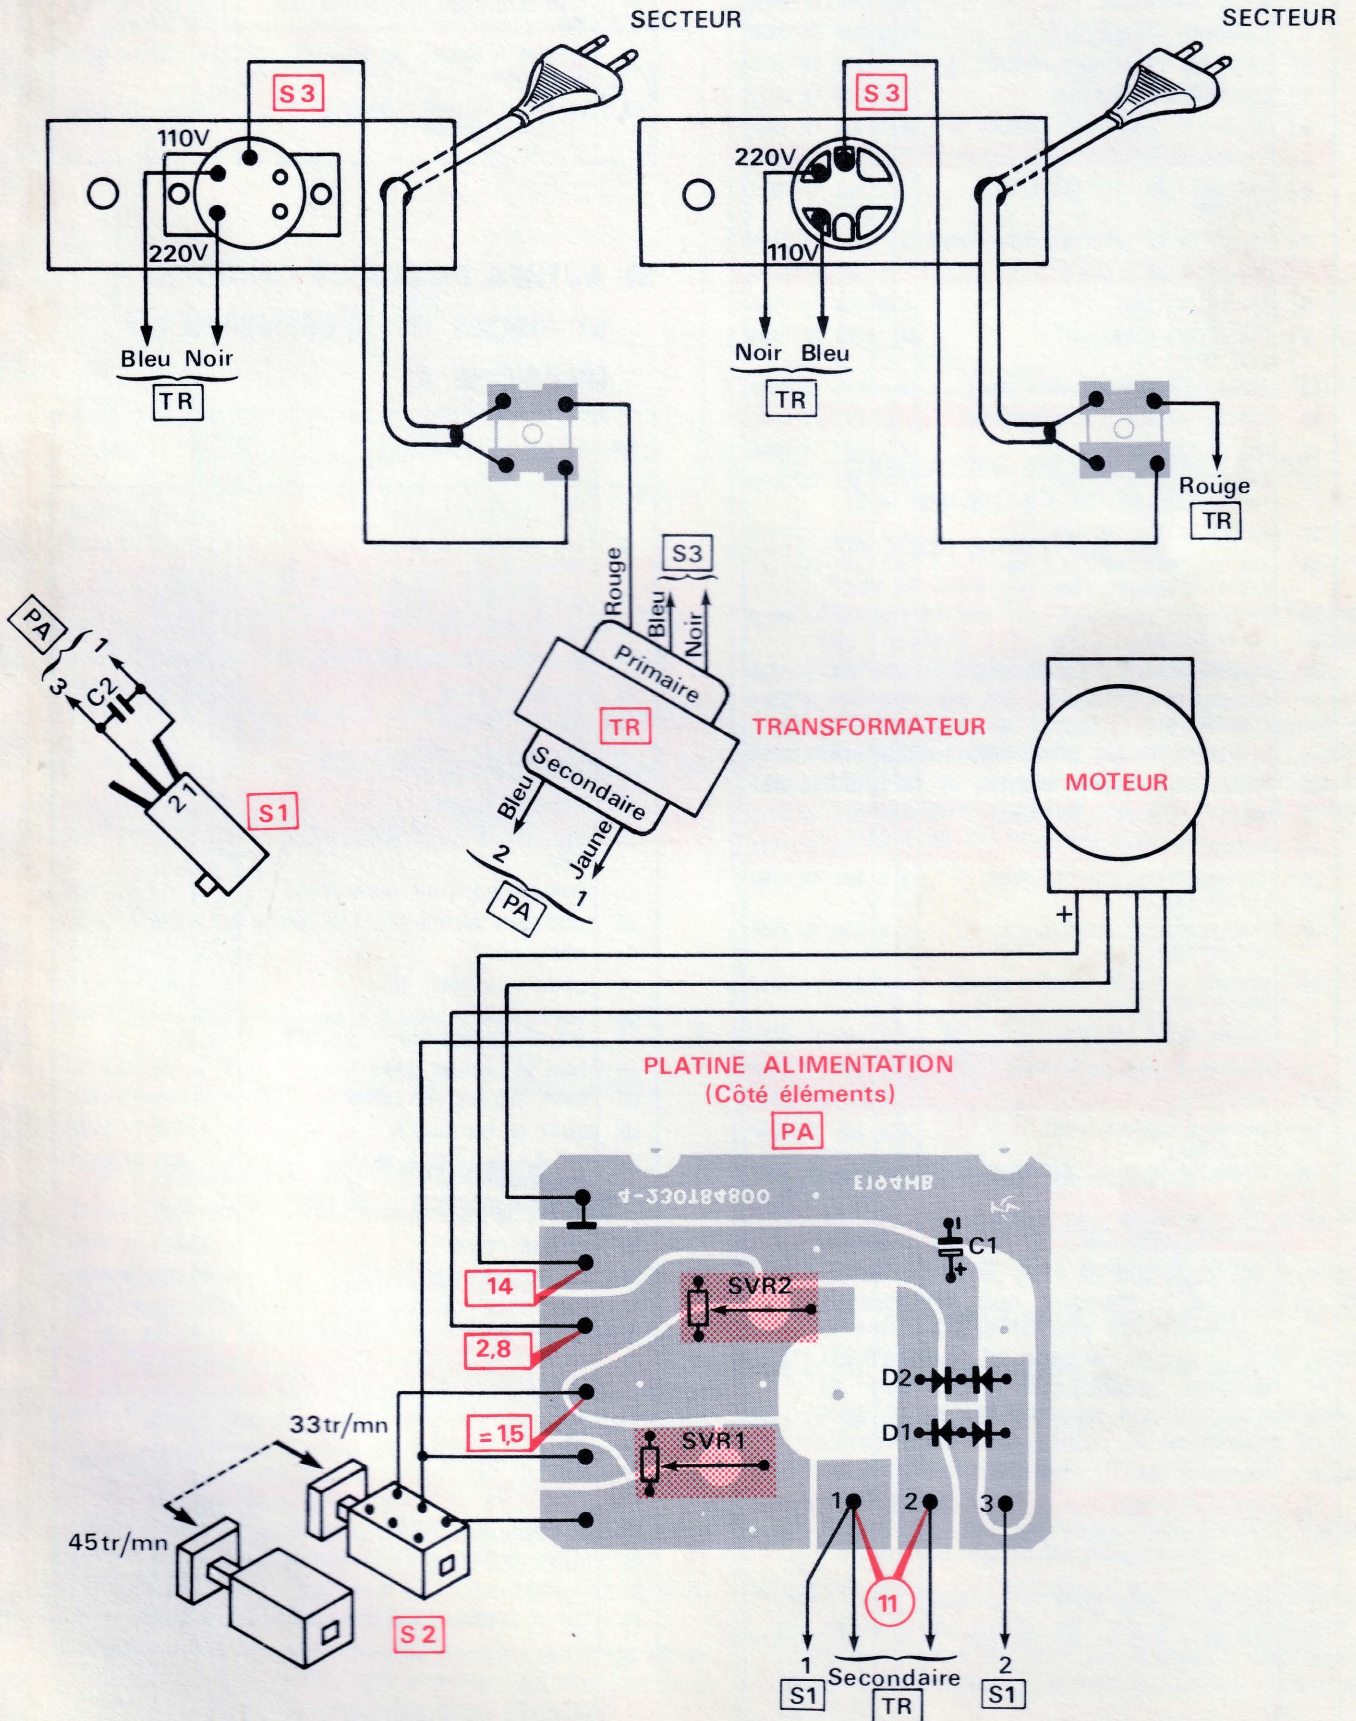 SECTEUR
SECTEUR
S3
S3
110V
220V
220V
110V
Bleu Noir
TR
Noir Bleu
TR
Rouge
TR
S3
Rouge
Bleu
Noir
PA
1
3
C2
2 1
S1
Primaire
TR
TRANSFORMATEUR
Secondaire
Bleu
Jaune
2
1
PA
MOTEUR
+
PLATINE ALIMENTATION
(Côté éléments)
PA
4-230T84800
E194HB
C1
+
14
SVR2
2,8
D2
=1,5
D1
SVR1
33tr/mn
45tr/mn
1 2 3
11
S2
1
Secondaire
2
S1
TR
S1